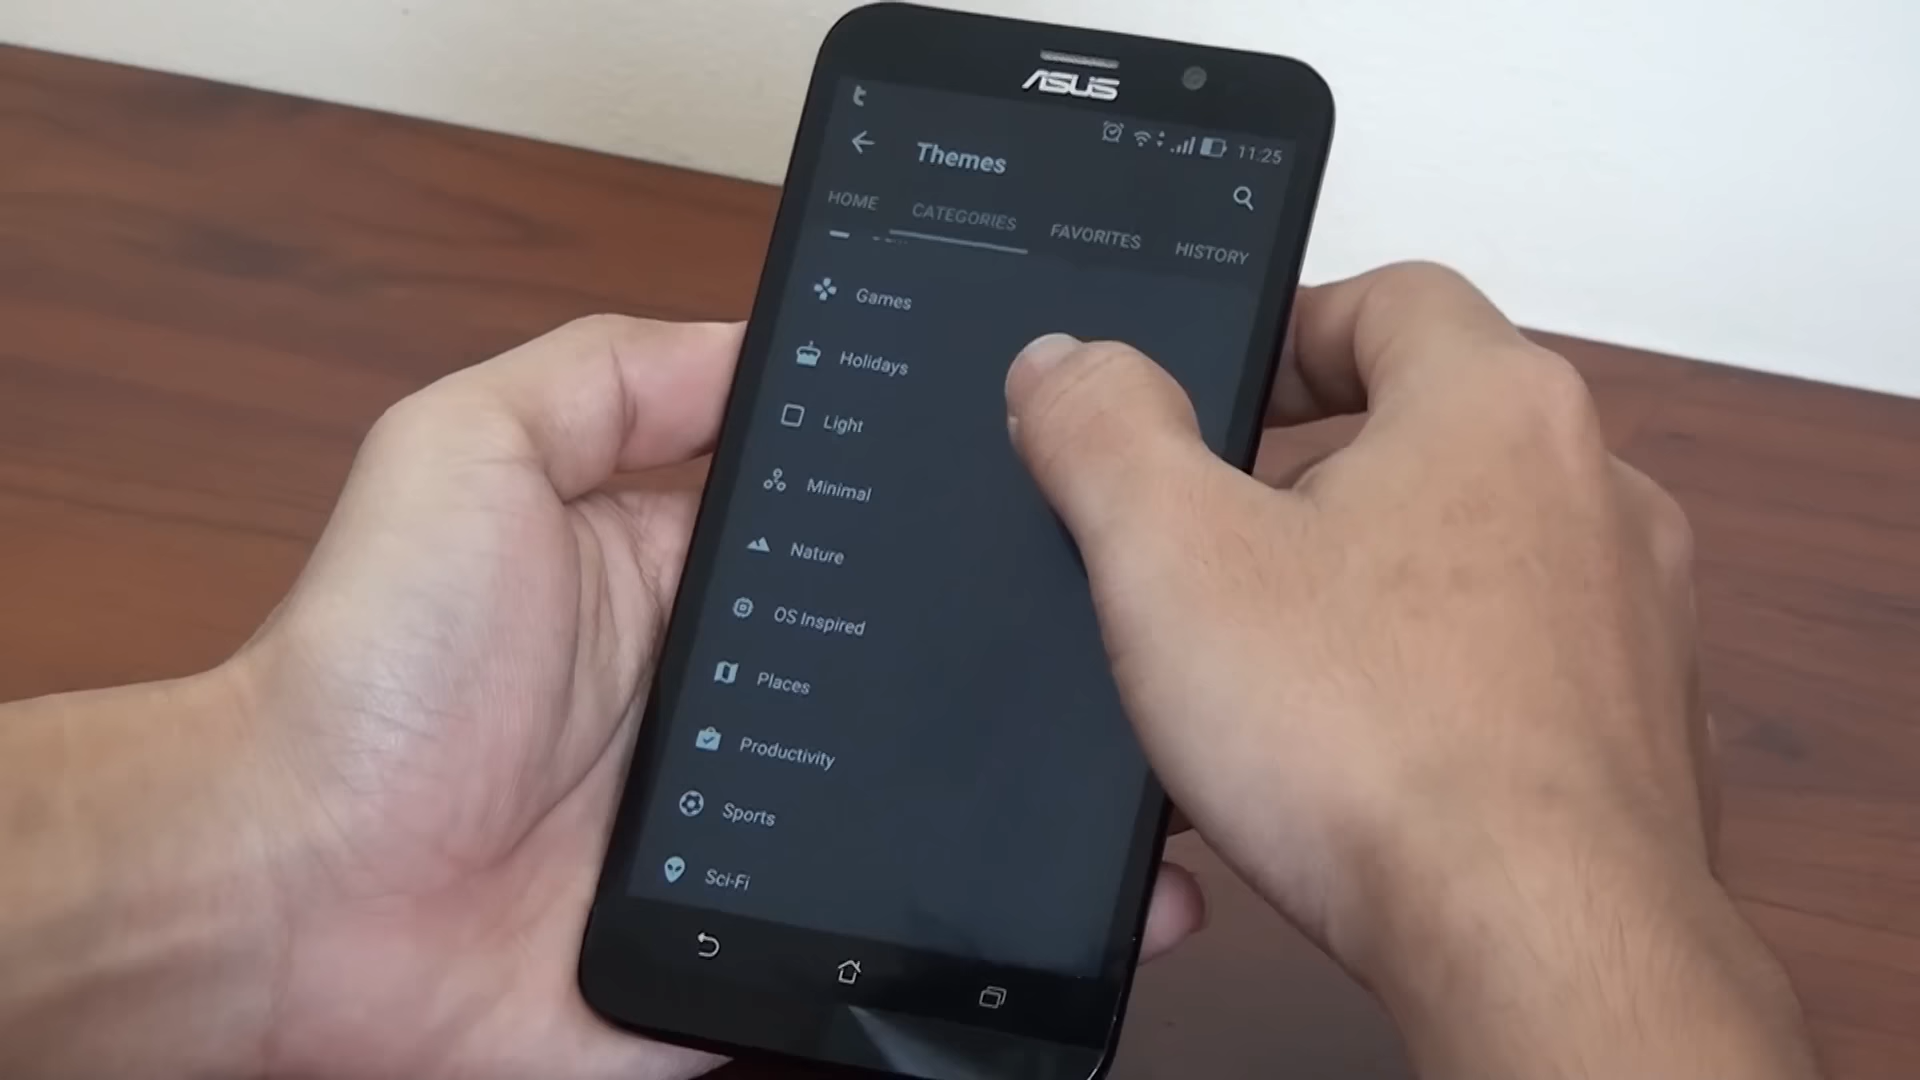 ASUS
11:25
Themes
HOME CATEGORIES FAVORITES HISTORY
Games
Holidays
Light
Minimal
Nature
OS Inspired
Places
Productivity
Sports
Sci-Fi